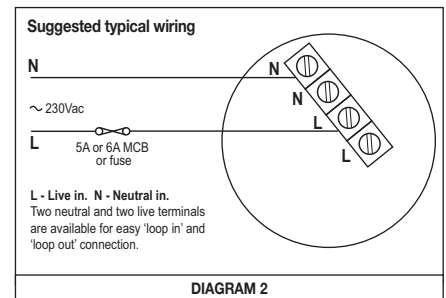 Suggested typical wiring
N
N
N
~ 230Vac
L
L
L
5A or 6A MCB
or fuse
L - Live in. N - Neutral in.
Two neutral and two live terminals
are available for easy ‘loop in’ and
‘loop out’ connection.
DIAGRAM 2